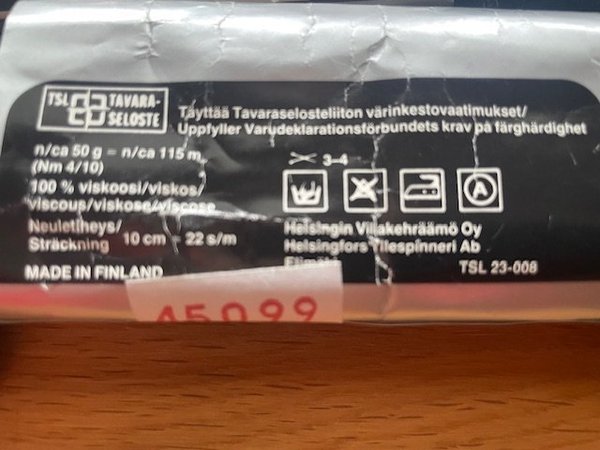 TSL TAVARA-
SELOSTE
Täyttää Tavaraselosteliiton värinkestovaatimukset/
Uppfyller Varudeklarationsförbundets krav på färghärdighet
n/ca 50 g = n/ca 115 m
(Nm 4/10)
100 % viskoosi/viskos/
viscous/viskose/viscose
Neuletiheys/
Sträckning 10 cm = 22 s/m
MADE IN FINLAND
3-4
A
Helsingin Villakehräämö Oy
Helsingfors Yllespinneri Ab
TSL 23-008